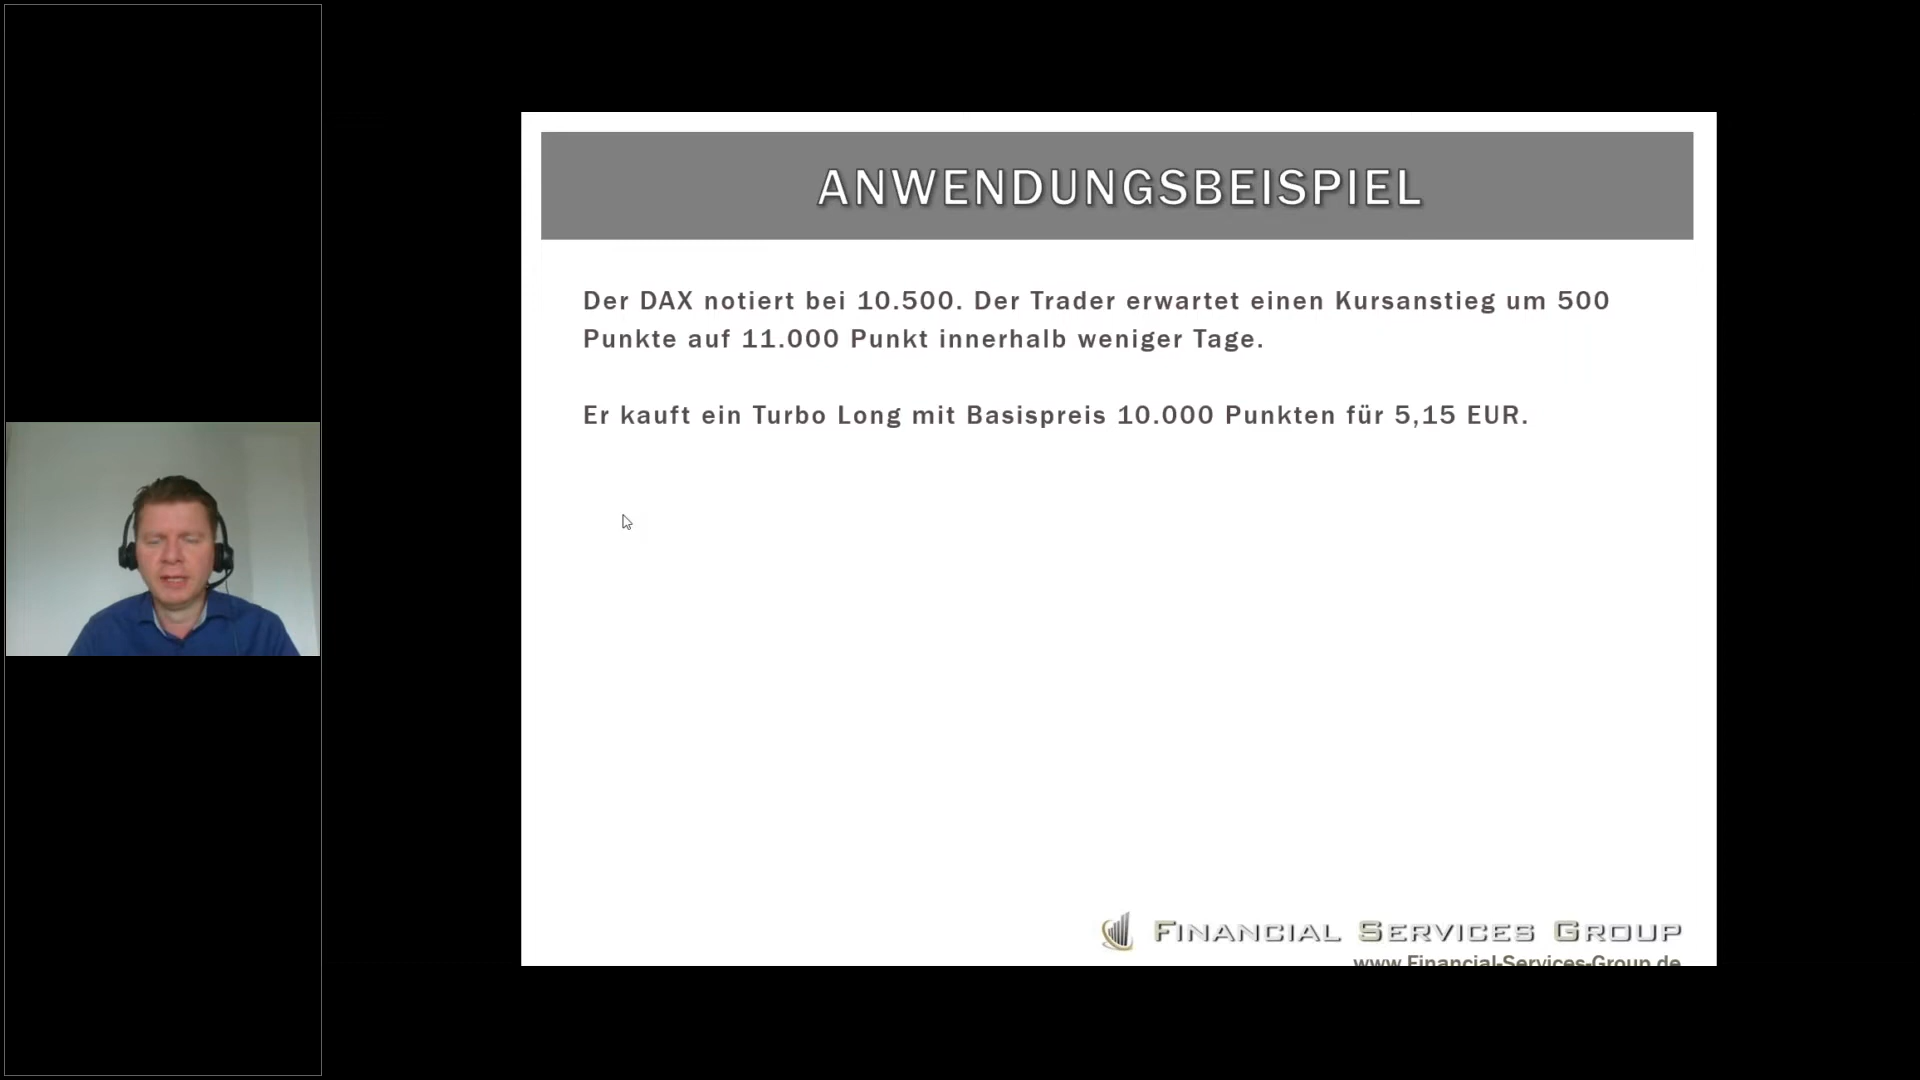 ANWENDUNGSBEISPIEL
Der DAX notiert bei 10.500. Der Trader erwartet einen Kursanstieg um 500
Punkte auf 11.000 Punkt innerhalb weniger Tage.
Er kauft ein Turbo Long mit Basispreis 10.000 Punkten für 5,15 EUR.
FINANCIAL SERVICES GROUP
www.Financial-Services-Group.de